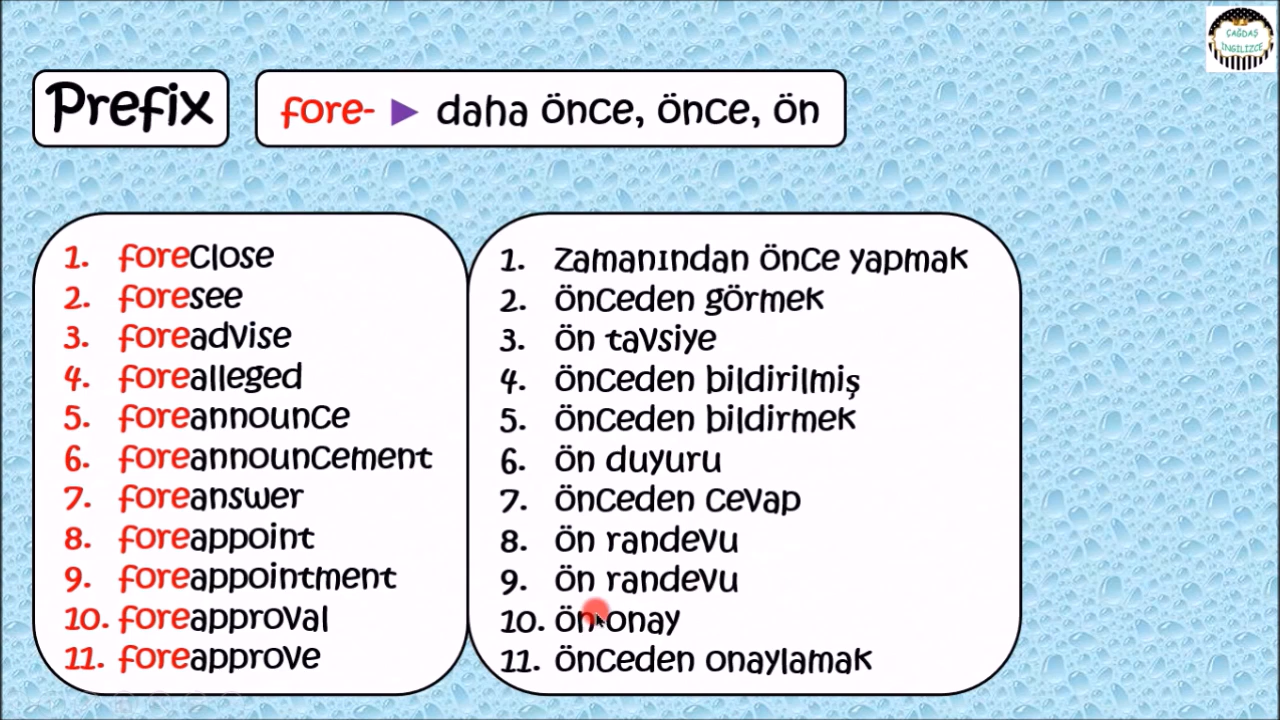 ÇAĞDAŞ
İNGİLİZCE
Prefix
fore- ► daha önce, önce, ön
1. foreclose
2. foresee
3. foreadvise
4. forealleged
5. foreannounce
6. foreannouncement
7. foreanswer
8. foreappoint
9. foreappointment
10. foreapproval
11. foreapprove
1. zamanından önce yapmak
2. önceden görmek
3. ön tavsiye
4. önceden bildirilmiş
5. önceden bildirmek
6. ön duyuru
7. önceden cevap
8. ön randevu
9. ön randevu
10. ön onay
11. önceden onaylamak